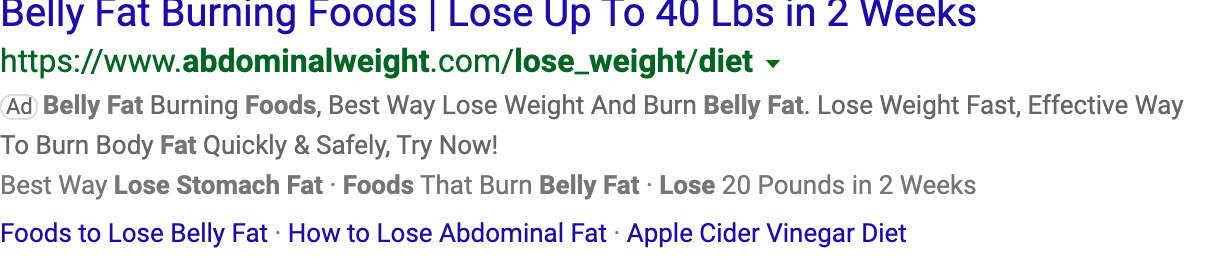 Belly Fat Burning Foods | Lose Up To 40 Lbs in 2 Weeks
https://www.abdominalweight.com/lose_weight/diet
Ad Belly Fat Burning Foods, Best Way Lose Weight And Burn Belly Fat. Lose Weight Fast, Effective Way
To Burn Body Fat Quickly & Safely, Try Now!
Best Way Lose Stomach Fat · Foods That Burn Belly Fat · Lose 20 Pounds in 2 Weeks
Foods to Lose Belly Fat · How to Lose Abdominal Fat · Apple Cider Vinegar Diet